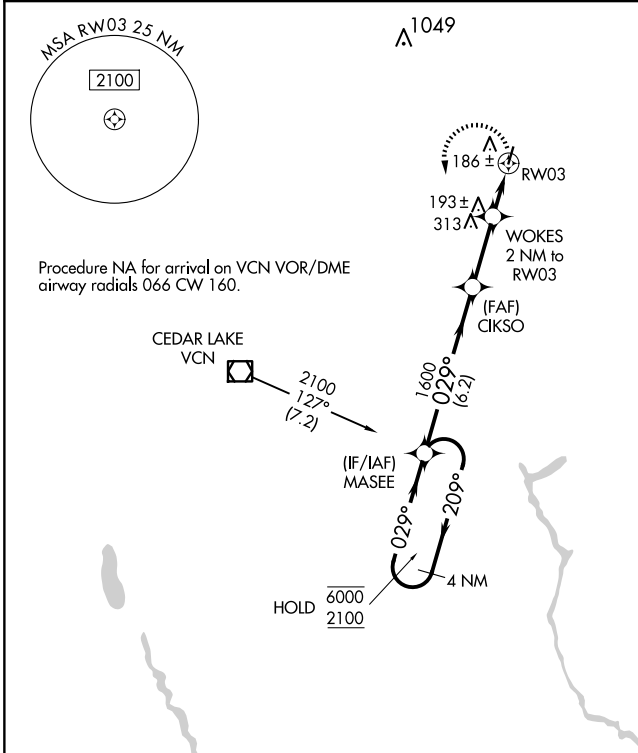 MSA RW03 25 NM
2100
1049
186 ±
RW03
193±
313
WOKES
2 NM to
RW03
Procedure NA for arrival on VCN VOR/DME
airway radials 066 CW 160.
(FAF)
CIKSO
CEDAR LAKE
VCN
2100
127°
(7.2)
1600
029°
(6.2)
(IF/IAF)
MASEE
029°
209°
4 NM
HOLD
6000
2100